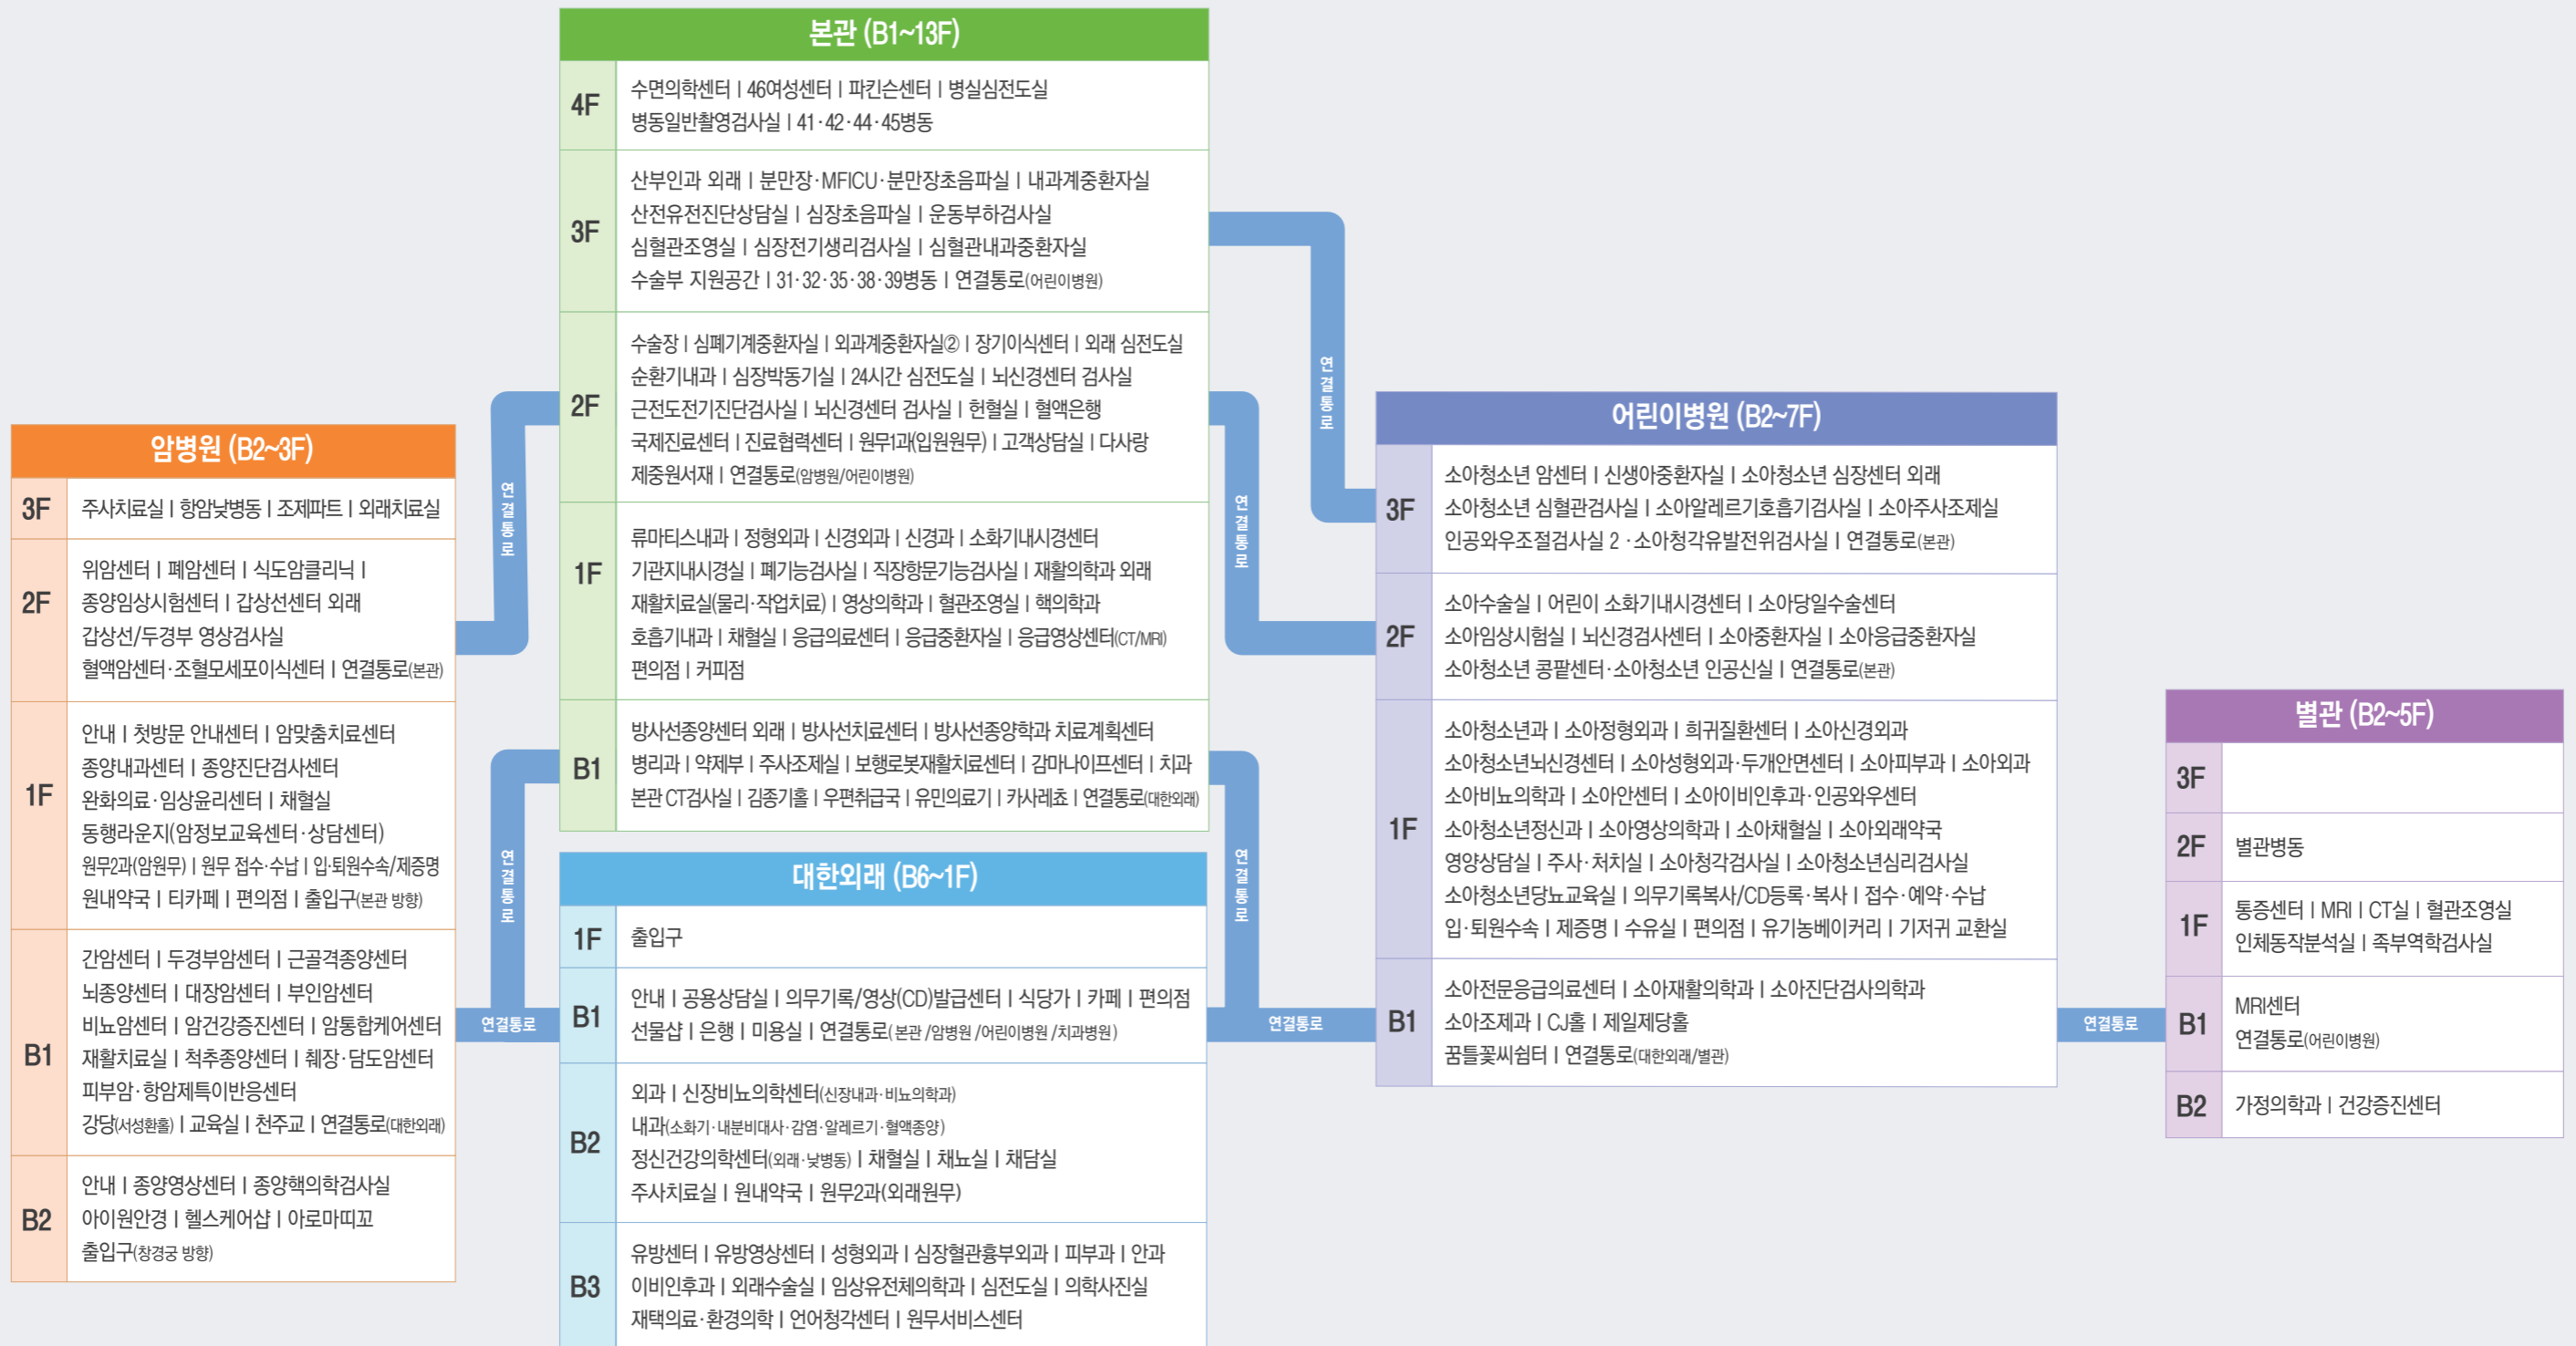 본관 (B1~13F)
4F
수면의학센터 | 46여성센터 | 파킨슨센터 | 병실심전도실
병동일반촬영검사실 | 41·42·44·45병동
3F
산부인과 외래 | 분만장·MFICU·분만장초음파실 | 내과계중환자실
산전유전진단상담실 | 심장초음파실 | 운동부하검사실
심혈관조영실 | 심장전기생리검사실 | 심혈관내과중환자실
수술부 지원공간 | 31·32·35·38·39병동 | 연결통로(어린이병원)
2F
수술장 | 심폐기계중환자실 | 외과계중환자실② | 장기이식센터 | 외래 심전도실
순환기내과 | 심장박동기실 | 24시간 심전도실 | 뇌신경센터 검사실
근전도전기진단검사실 | 뇌신경센터 검사실 | 헌혈실 | 혈액은행
국제진료센터 | 진료협력센터 | 원무1과(입원원무) | 고객상담실 | 다사랑
제중원서재 | 연결통로(암병원/어린이병원)
1F
류마티스내과 | 정형외과 | 신경외과 | 신경과 | 소화기내시경센터
기관지내시경실 | 폐기능검사실 | 직장항문기능검사실 | 재활의학과 외래
재활치료실(물리·작업치료) | 영상의학과 | 혈관조영실 | 핵의학과
호흡기내과 | 채혈실 | 응급의료센터 | 응급중환자실 | 응급영상센터(CT/MRI)
편의점 | 커피점
B1
방사선종양센터 외래 | 방사선치료센터 | 방사선종양학과 치료계획센터
병리과 | 약제부 | 주사조제실 | 보행로봇재활치료센터 | 감마나이프센터 | 치과
본관 CT검사실 | 김종기홀 | 우편취급국 | 유민의료기 | 카사레쵸 | 연결통로(대한외래)
암병원 (B2~3F)
3F
주사치료실 | 항암낮병동 | 조제파트 | 외래치료실
2F
위암센터 | 폐암센터 | 식도암클리닉 |
종양임상시험센터 | 갑상선센터 외래
갑상선/두경부 영상검사실
혈액암센터·조혈모세포이식센터 | 연결통로(본관)
1F
안내 | 첫방문 안내센터 | 암맞춤치료센터
종양내과센터 | 종양진단검사센터
완화의료·임상윤리센터 | 채혈실
동행라운지(암정보교육센터·상담센터)
원무2과(암원무) | 원무 접수·수납 | 입·퇴원수속/제증명
원내약국 | 티카페 | 편의점 | 출입구(본관 방향)
B1
간암센터 | 두경부암센터 | 근골격종양센터
뇌종양센터 | 대장암센터 | 부인암센터
비뇨암센터 | 암건강증진센터 | 암통합케어센터
재활치료실 | 척추종양센터 | 췌장·담도암센터
피부암·항암제특이반응센터
강당(서성환홀) | 교육실 | 천주교 | 연결통로(대한외래)
B2
안내 | 종양영상센터 | 종양핵의학검사실
아이원안경 | 헬스케어샵 | 아로마띠꼬
출입구(창경궁 방향)
연결통로
연결통로
연결통로
대한외래 (B6~1F)
1F
출입구
B1
안내 | 공용상담실 | 의무기록/영상(CD)발급센터 | 식당가 | 카페 | 편의점
선물샵 | 은행 | 미용실 | 연결통로(본관/암병원/어린이병원/치과병원)
B2
외과 | 신장비뇨의학센터(신장내과·비뇨의학과)
내과(소화기·내분비대사·감염·알레르기·혈액종양)
정신건강의학센터(외래·낮병동) | 채혈실 | 채뇨실 | 채담실
주사치료실 | 원내약국 | 원무2과(외래원무)
B3
유방센터 | 유방영상센터 | 성형외과 | 심장혈관흉부외과 | 피부과 | 안과
이비인후과 | 외래수술실 | 임상유전체의학과 | 심전도실 | 의학사진실
재택의료·환경의학 | 언어청각센터 | 원무서비스센터
연결통로
연결통로
연결통로
연결통로
어린이병원 (B2~7F)
3F
소아청소년 암센터 | 신생아중환자실 | 소아청소년 심장센터 외래
소아청소년 심혈관검사실 | 소아알레르기호흡기검사실 | 소아주사조제실
인공와우조절검사실 2 ·소아청각유발전위검사실 | 연결통로(본관)
2F
소아수술실 | 어린이 소화기내시경센터 | 소아당일수술센터
소아임상시험실 | 뇌신경검사센터 | 소아중환자실 | 소아응급중환자실
소아청소년 콩팥센터·소아청소년 인공신실 | 연결통로(본관)
1F
소아청소년과 | 소아정형외과 | 희귀질환센터 | 소아신경외과
소아청소년뇌신경센터 | 소아성형외과·두개안면센터 | 소아피부과 | 소아외과
소아비뇨의학과 | 소아안센터 | 소아이비인후과·인공와우센터
소아청소년정신과 | 소아영상의학과 | 소아채혈실 | 소아외래약국
영양상담실 | 주사·처치실 | 소아청각검사실 | 소아청소년심리검사실
소아청소년당뇨교육실 | 의무기록복사/CD등록·복사 | 접수·예약·수납
입·퇴원수속 | 제증명 | 수유실 | 편의점 | 유기농베이커리 | 기저귀 교환실
B1
소아전문응급의료센터 | 소아재활의학과 | 소아진단검사의학과
소아조제과 | CJ홀 | 제일제당홀
꿈틀꽃씨쉼터 | 연결통로(대한외래/별관)
연결통로
별관 (B2~5F)
3F
2F
별관병동
1F
통증센터 | MRI | CT실 | 혈관조영실
인체동작분석실 | 족부역학검사실
B1
MRI센터
연결통로(어린이병원)
B2
가정의학과 | 건강증진센터